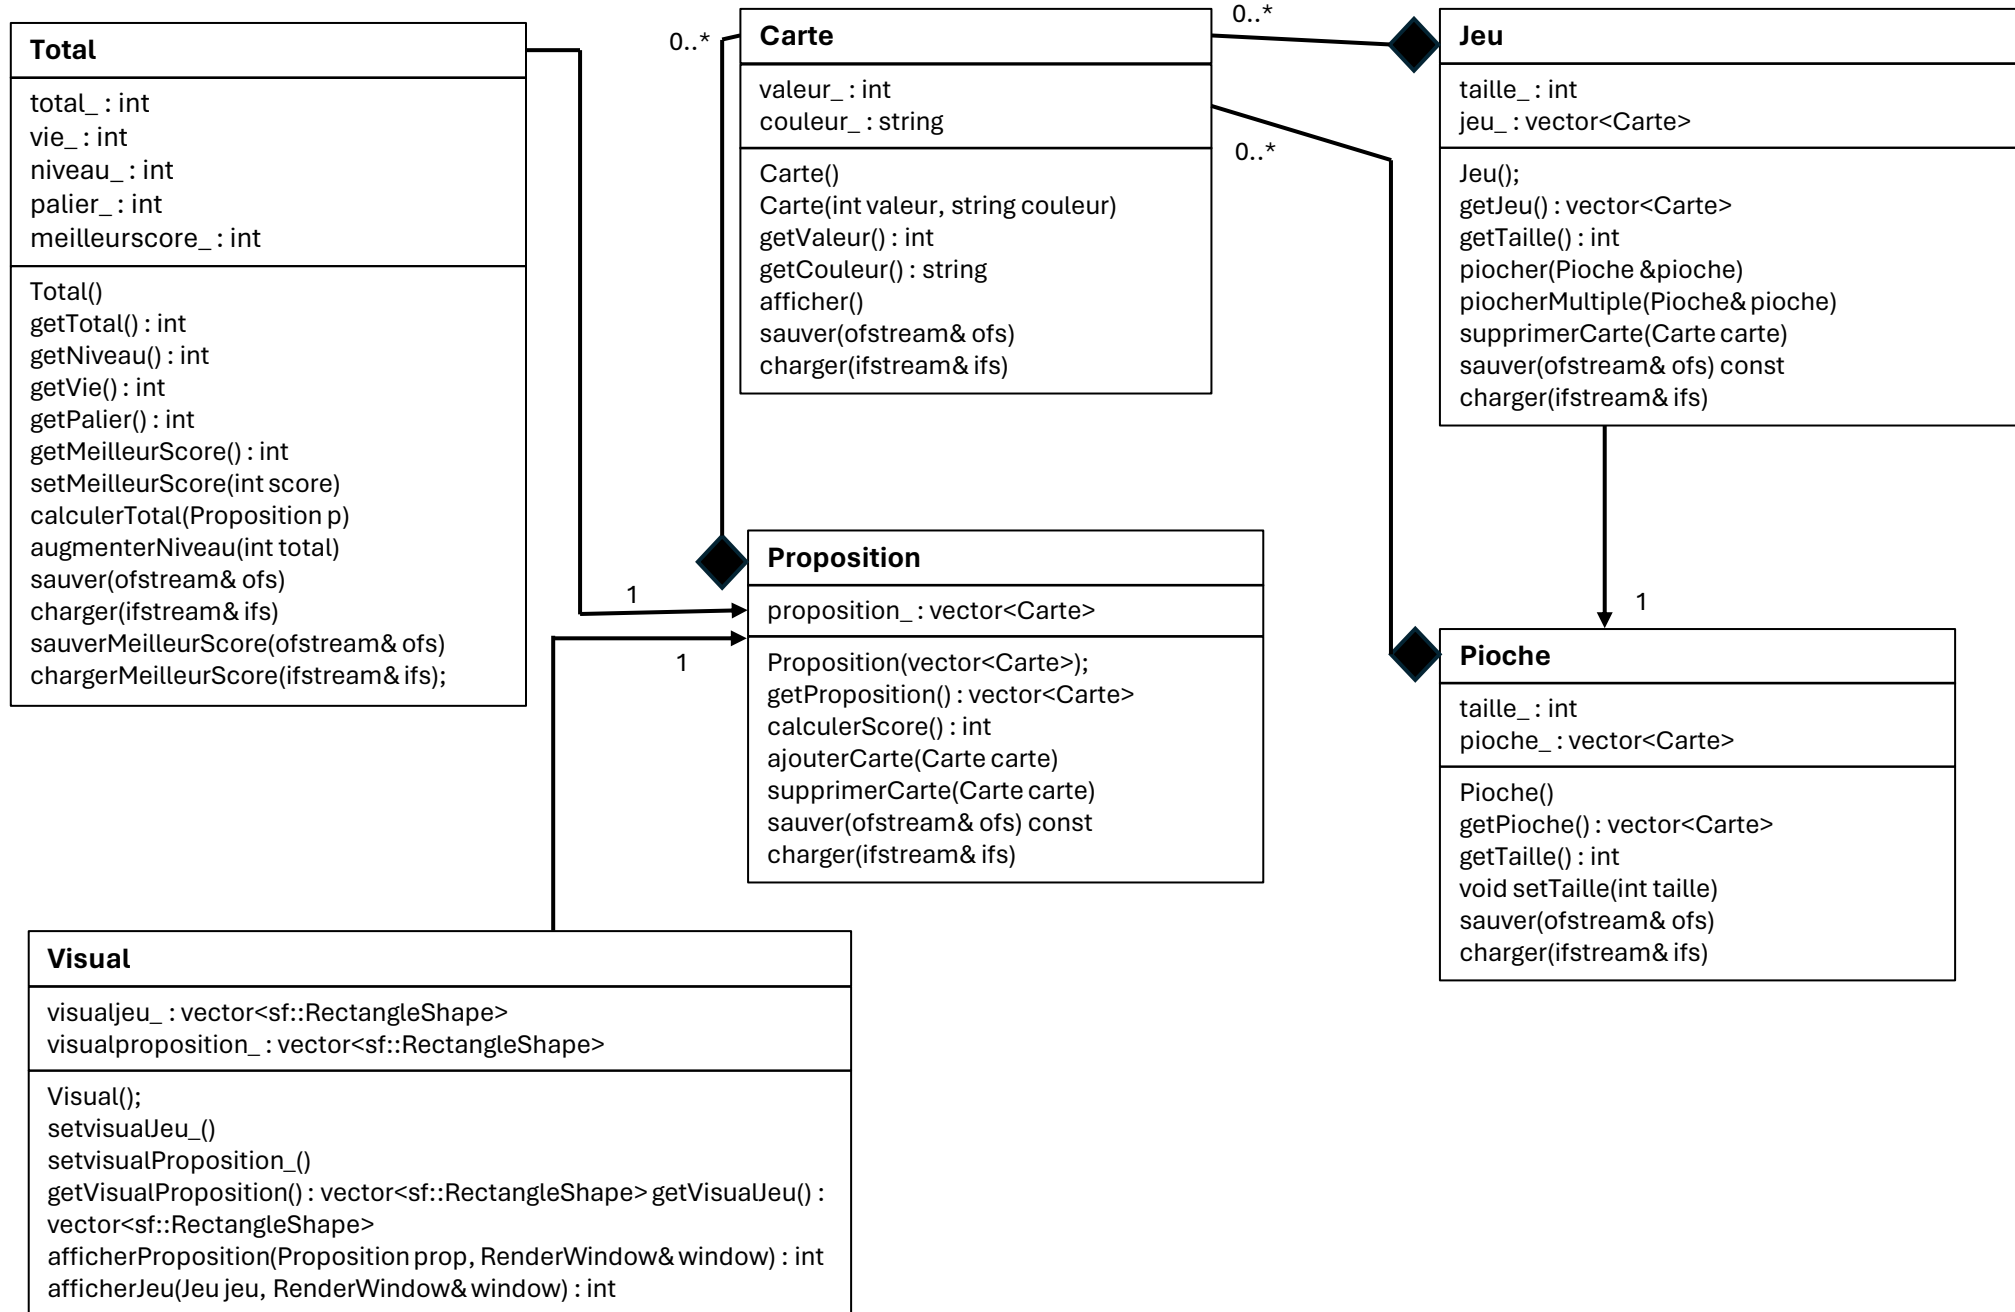 Total
total_ : int
vie_ : int
niveau_ : int
palier_ : int
meilleurscore_ : int
Total()
getTotal() : int
getNiveau() : int
getVie() : int
getPalier() : int
getMeilleurScore() : int
setMeilleurScore(int score)
calculerTotal(Proposition p)
augmenterNiveau(int total)
sauver(ofstream& ofs)
charger(ifstream& ifs)
sauverMeilleurScore(ofstream& ofs)
chargerMeilleurScore(ifstream& ifs);
0..*
Carte
valeur_ : int
couleur_ : string
Carte()
Carte(int valeur, string couleur)
getValeur() : int
getCouleur() : string
afficher()
sauver(ofstream& ofs)
charger(ifstream& ifs)
0..*
0..*
Jeu
taille_ : int
jeu_ : vector<Carte>
Jeu();
getJeu() : vector<Carte>
getTaille() : int
piocher(Pioche &pioche)
piocherMultiple(Pioche& pioche)
supprimerCarte(Carte carte)
sauver(ofstream& ofs) const
charger(ifstream& ifs)
1
1
Proposition
proposition_ : vector<Carte>
Proposition(vector<Carte>);
getProposition() : vector<Carte>
calculerScore() : int
ajouterCarte(Carte carte)
supprimerCarte(Carte carte)
sauver(ofstream& ofs) const
charger(ifstream& ifs)
1
Pioche
taille_ : int
pioche_ : vector<Carte>
Pioche()
getPioche() : vector<Carte>
getTaille() : int
void setTaille(int taille)
sauver(ofstream& ofs)
charger(ifstream& ifs)
Visual
visualjeu_ : vector<sf::RectangleShape>
visualproposition_ : vector<sf::RectangleShape>
Visual();
setvisualJeu_()
setvisualProposition_()
getVisualProposition() : vector<sf::RectangleShape> getVisualJeu() :
vector<sf::RectangleShape>
afficherProposition(Proposition prop, RenderWindow& window) : int
afficherJeu(Jeu jeu, RenderWindow& window) : int